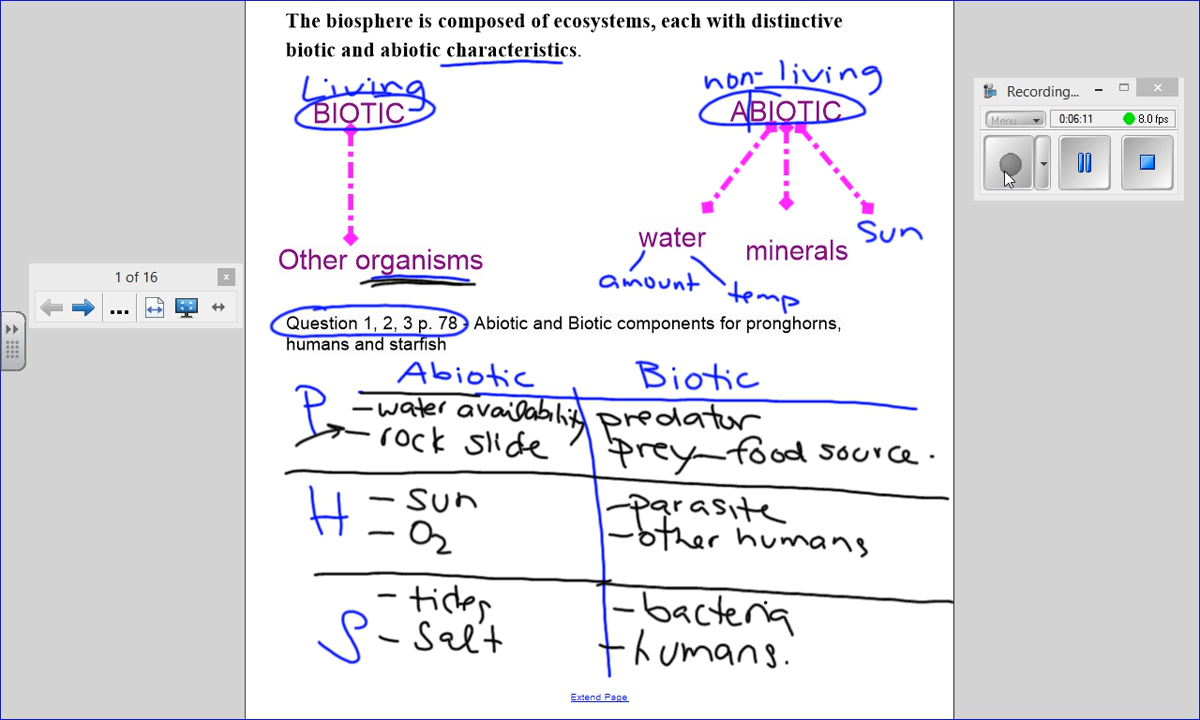 The biosphere is composed of ecosystems, each with distinctive
biotic and abiotic characteristics.
Living
BIOTIC
non-living
ABIOTIC
Other organisms
water
minerals
Sun
amount
temp
Question 1, 2, 3 p. 78 - Abiotic and Biotic components for pronghorns,
humans and starfish
Abiotic
Biotic
P
- water availability
- rock slide
predator
prey - food source.
H
- sun
- O2
- parasite
- other humans
S
- tides
- Salt
- bacteria
- humans.
Extend Page
1 of 16
x
...
Recording...
Menu
0:06:11
8.0 fps